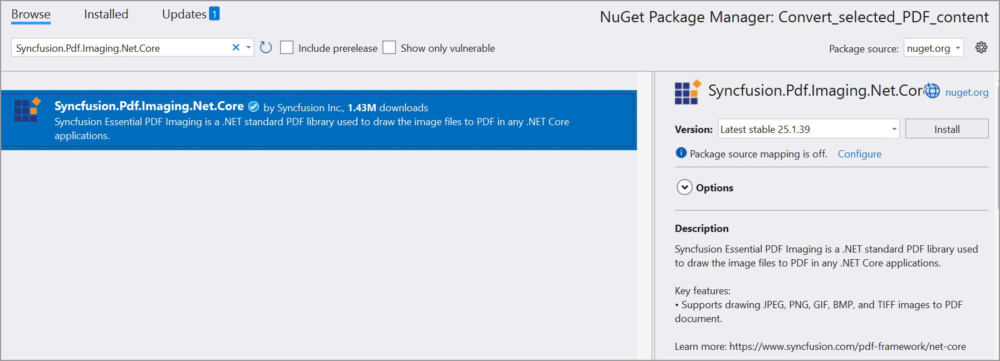 Browse Installed Updates 1
NuGet Package Manager: Convert_selected_PDF_content
Syncfusion.Pdf.Imaging.Net.Core
Include prerelease
Show only vulnerable
Package source: nuget.org
Syncfusion.Pdf.Imaging.Net.Core by Syncfusion Inc., 1.43M downloads
Syncfusion Essential PDF Imaging is a .NET standard PDF library used to draw the image files to PDF in any .NET Core
applications.
Syncfusion.Pdf.Imaging.Net.Cor nuget.org
Version: Latest stable 25.1.39 Install
Package source mapping is off. Configure
Options
Description
Syncfusion Essential PDF Imaging is a .NET standard PDF library used
to draw the image files to PDF in any .NET Core applications.
Key features:
• Supports drawing JPEG, PNG, GIF, BMP, and TIFF images to PDF
document.
Learn more: https://www.syncfusion.com/pdf-framework/net-core